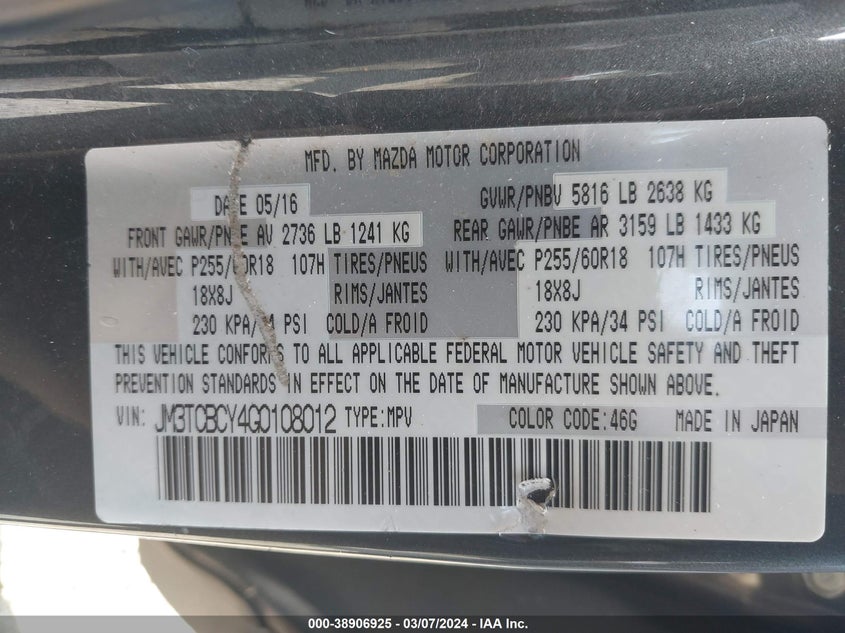 MFD. BY MAZDA MOTOR CORPORATION
DATE 05/16 GVWR/PNBV 5816 LB 2638 KG
FRONT GAWR/PNBE AV 2736 LB 1241 KG REAR GAWR/PNBE AR 3159 LB 1433 KG
WITH/AVEC P255/60R18 107H TIRES/PNEUS WITH/AVEC P255/60R18 107H TIRES/PNEUS
18X8J RIMS/JANTES 18X8J RIMS/JANTES
230 KPA/34 PSI COLD/A FROID 230 KPA/34 PSI COLD/A FROID
THIS VEHICLE CONFORMS TO ALL APPLICABLE FEDERAL MOTOR VEHICLE SAFETY AND THEFT
PREVENTION STANDARDS IN EFFECT ON THE DATE OF MANUFACTURE SHOWN ABOVE.
VIN: JM3TCBCY4G0108012 TYPE:MPV COLOR CODE:46G MADE IN JAPAN
000-38906925 - 03/07/2024 - IAA Inc.